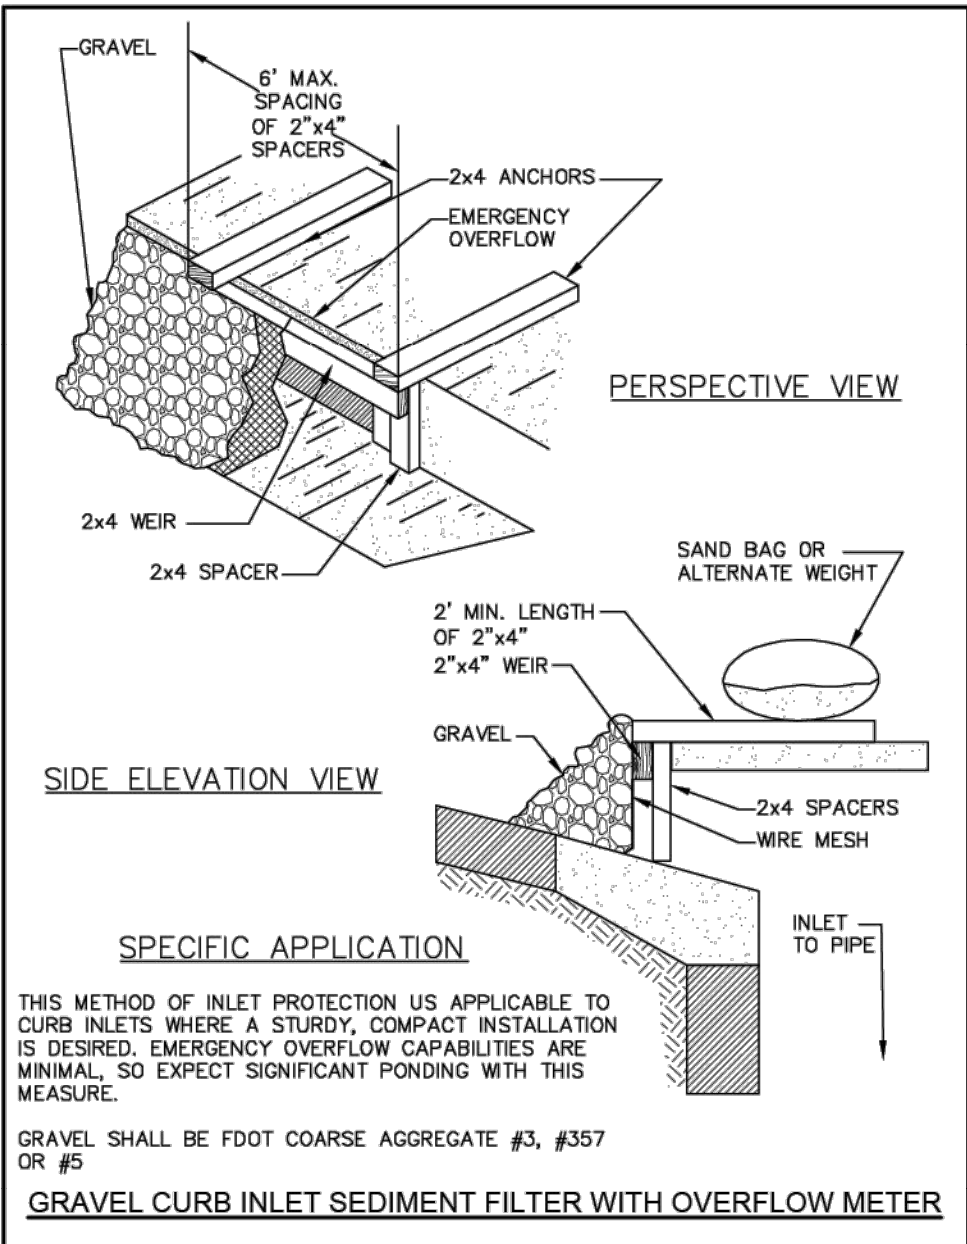 GRAVEL
6' MAX.
SPACING
OF 2"x4"
SPACERS
2x4 ANCHORS
EMERGENCY
OVERFLOW
PERSPECTIVE VIEW
2x4 WEIR
2x4 SPACER
SAND BAG OR
ALTERNATE WEIGHT
2' MIN. LENGTH
OF 2"x4"
2"x4" WEIR
GRAVEL
SIDE ELEVATION VIEW
2x4 SPACERS
WIRE MESH
INLET
TO PIPE
SPECIFIC APPLICATION
THIS METHOD OF INLET PROTECTION US APPLICABLE TO
CURB INLETS WHERE A STURDY, COMPACT INSTALLATION
IS DESIRED. EMERGENCY OVERFLOW CAPABILITIES ARE
MINIMAL, SO EXPECT SIGNIFICANT PONDING WITH THIS
MEASURE.
GRAVEL SHALL BE FDOT COARSE AGGREGATE #3, #357
OR #5
GRAVEL CURB INLET SEDIMENT FILTER WITH OVERFLOW METER